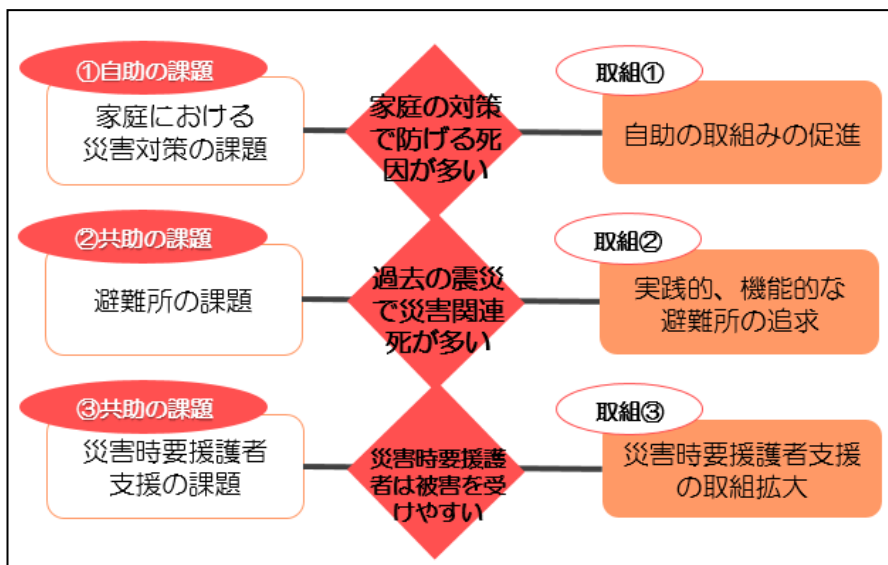 ①自助の課題
家庭における
災害対策の課題
家庭の対策
で防げる死
因が多い
取組①
自助の取組みの促進
②共助の課題
避難所の課題
過去の震災
で災害関連
死が多い
取組②
実践的、機能的な
避難所の追求
③共助の課題
災害時要援護者
支援の課題
災害時要援護
者は被害を受
けやすい
取組③
災害時要援護者支援
の取組拡大